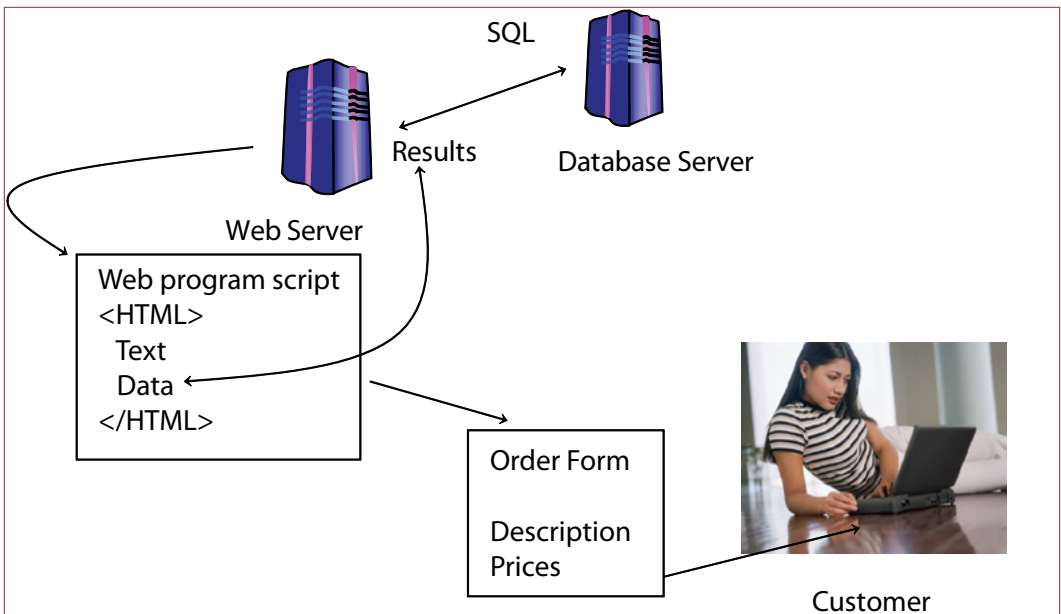 SQL
Results
Database Server
Web Server
Web program script
<HTML>
Text
Data
</HTML>
Order Form
Description
Prices
Customer